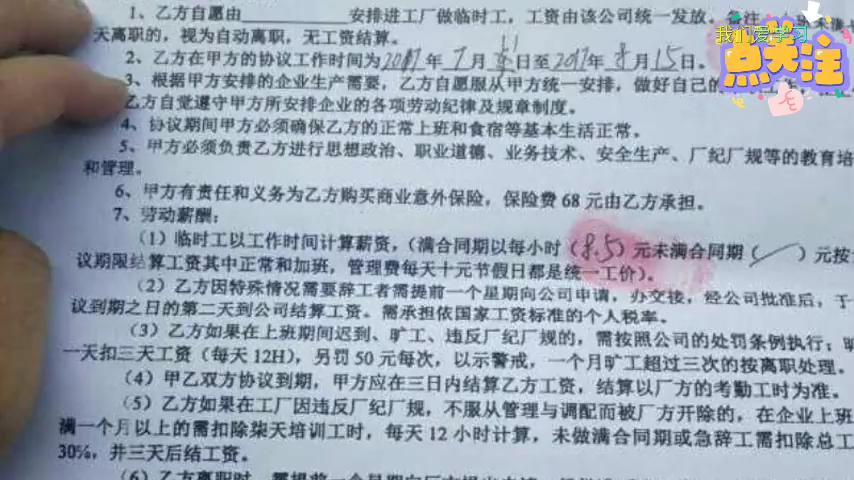 我们爱学习
点关注
1、乙方自愿由 安排进工厂做临时工，工资由该公司统一发放。备注
天离职的，视为自动离职，无工资结算。
2、乙方在甲方的协议工作时间为2017年7月 日至2017年8月15日。
3、根据甲方安排的企业生产需要，乙方自愿服从甲方统一安排，做好自己的
乙方自觉遵守甲方所安排企业的各项劳动纪律及规章制度。
4、协议期间甲方必须确保乙方的正常上班和食宿等基本生活正常。
5、甲方必须负责乙方进行思想政治、职业道德、业务技术、安全生产、厂纪厂规等的教育培
和管理。
6、甲方有责任和义务为乙方购买商业意外保险，保险费68元由乙方承担。
7、劳动薪酬：
（1）临时工以工作时间计算薪资，（满合同期以每小时（8.5）元未满合同期（ ）元按
议期限结算工资其中正常和加班，管理费每天十元节假日都是统一工价）。
（2）乙方因特殊情况需要辞工者需提前一个星期向公司申请，办交接，经公司批准后，于
议到期之日的第二天到公司结算工资。需承担依国家工资标准的个人税率。
（3）乙方如果在上班期间迟到、旷工、违反厂纪厂规的，需按照公司的处罚条例执行；旷
一天扣三天工资（每天12H），另罚50元每次，以示警戒，一个月旷工超过三次的按离职处理。
（4）甲乙双方协议到期，甲方应在三日内结算乙方工资，结算以厂方的考勤工时为准。
（5）乙方如果在工厂因违反厂纪厂规，不服从管理与调配而被厂方开除的，在企业上班
满一个月以上的需扣除柒天培训工时，每天12小时计算，未做满合同期或急辞工需扣除总工
30%，并三天后结工资。